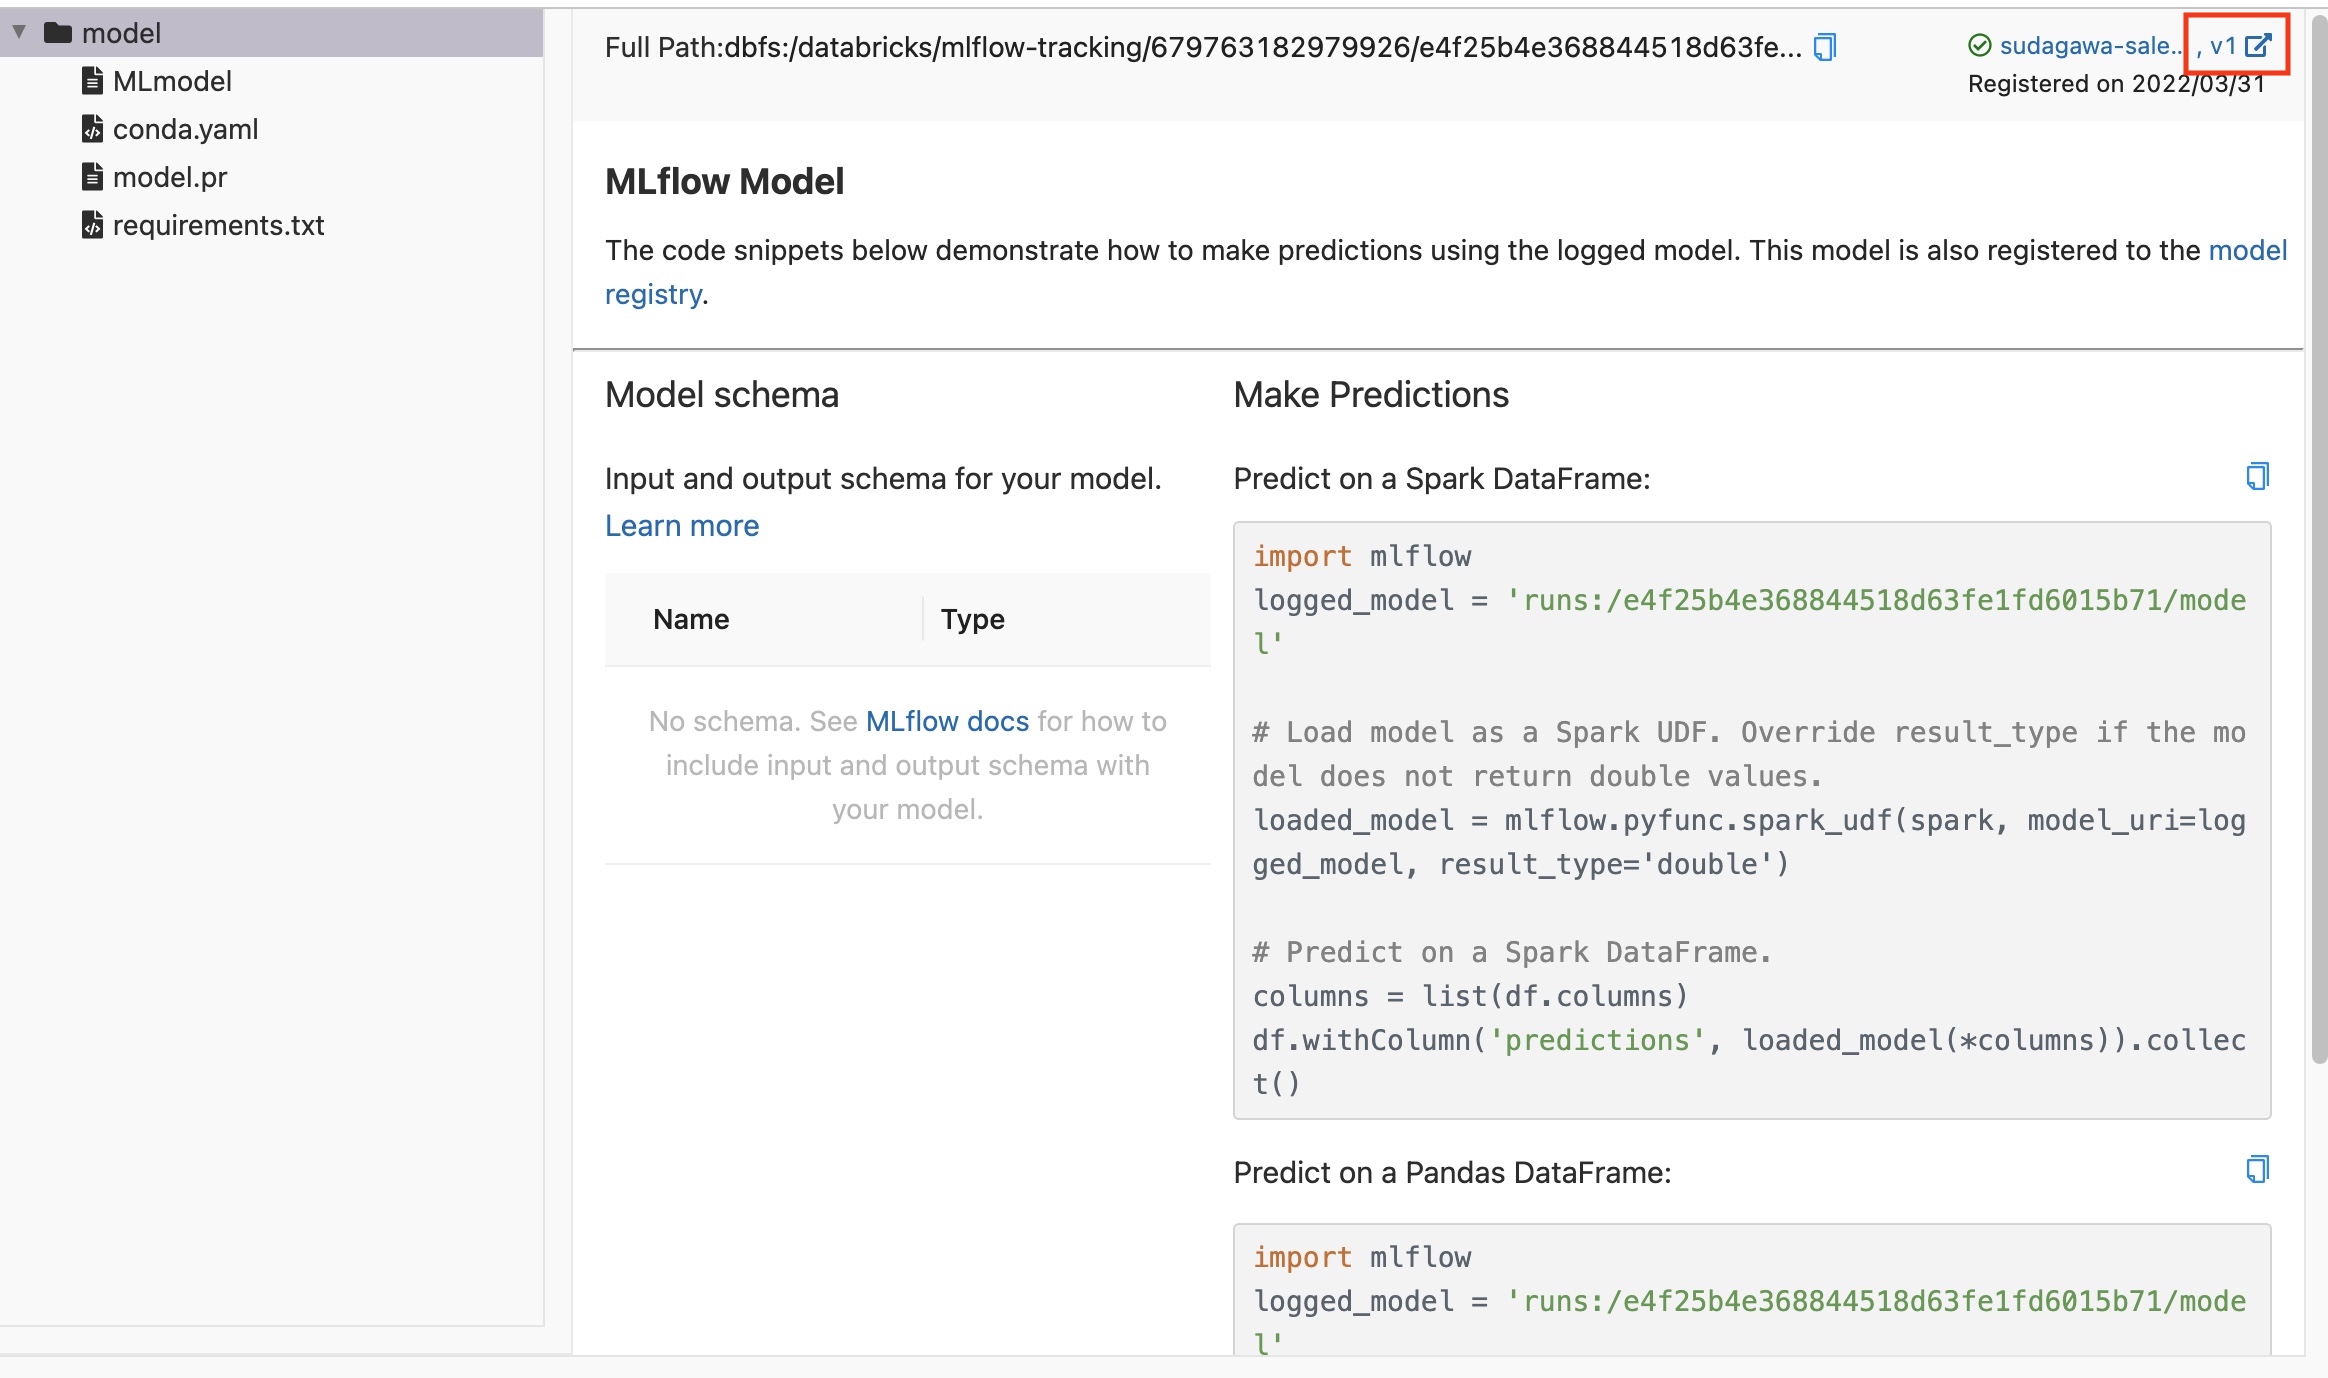 model
MLmodel
conda.yaml
model.pr
requirements.txt
Full Path:dbfs:/databricks/mlflow-tracking/679763182979926/e4f25b4e368844518d63fe...
sudagawa-sale.. , v1
Registered on 2022/03/31
MLflow Model
The code snippets below demonstrate how to make predictions using the logged model. This model is also registered to the model
registry.
Model schema
Input and output schema for your model.
Learn more
Name Type
No schema. See MLflow docs for how to
include input and output schema with
your model.
Make Predictions
Predict on a Spark DataFrame:
import mlflow
logged_model = 'runs:/e4f25b4e368844518d63fe1fd6015b71/mode
l'
# Load model as a Spark UDF. Override result_type if the mo
del does not return double values.
loaded_model = mlflow.pyfunc.spark_udf(spark, model_uri=log
ged_model, result_type='double')
# Predict on a Spark DataFrame.
columns = list(df.columns)
df.withColumn('predictions', loaded_model(*columns)).collec
t()
Predict on a Pandas DataFrame:
import mlflow
logged_model = 'runs:/e4f25b4e368844518d63fe1fd6015b71/mode
l'